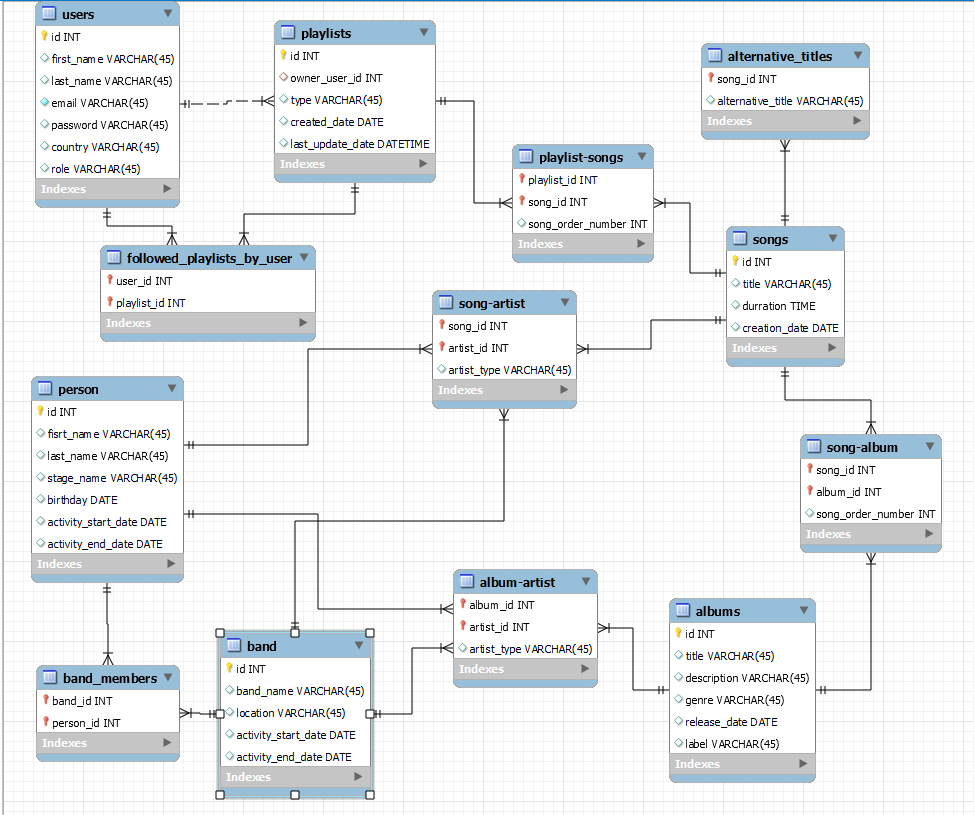 users
id INT
first_name VARCHAR(45)
last_name VARCHAR(45)
email VARCHAR(45)
password VARCHAR(45)
country VARCHAR(45)
role VARCHAR(45)
Indexes
playlists
id INT
owner_user_id INT
type VARCHAR(45)
created_date DATE
last_update_date DATETIME
Indexes
alternative_titles
song_id INT
alternative_title VARCHAR(45)
Indexes
playlist-songs
playlist_id INT
song_id INT
song_order_number INT
Indexes
songs
id INT
title VARCHAR(45)
durration TIME
creation_date DATE
Indexes
followed_playlists_by_user
user_id INT
playlist_id INT
Indexes
song-artist
song_id INT
artist_id INT
artist_type VARCHAR(45)
Indexes
person
id INT
fisrt_name VARCHAR(45)
last_name VARCHAR(45)
stage_name VARCHAR(45)
birthday DATE
activity_start_date DATE
activity_end_date DATE
Indexes
song-album
song_id INT
album_id INT
song_order_number INT
Indexes
album-artist
album_id INT
artist_id INT
artist_type VARCHAR(45)
Indexes
albums
id INT
title VARCHAR(45)
description VARCHAR(45)
genre VARCHAR(45)
release_date DATE
label VARCHAR(45)
Indexes
band
id INT
band_name VARCHAR(45)
location VARCHAR(45)
activity_start_date DATE
activity_end_date DATE
Indexes
band_members
band_id INT
person_id INT
Indexes